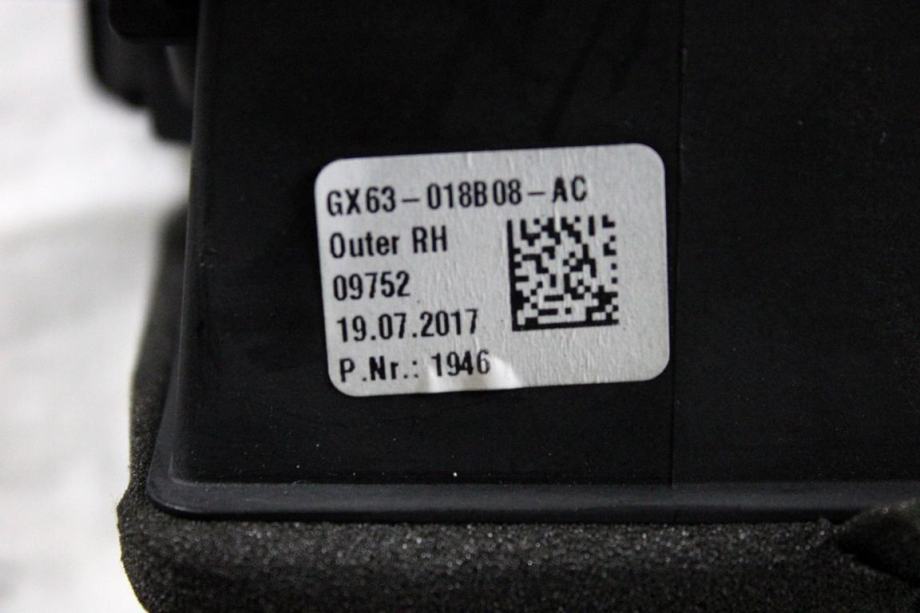 GX63-018B08-AC
Outer RH
09752
19.07.2017
P.Nr.: 1946